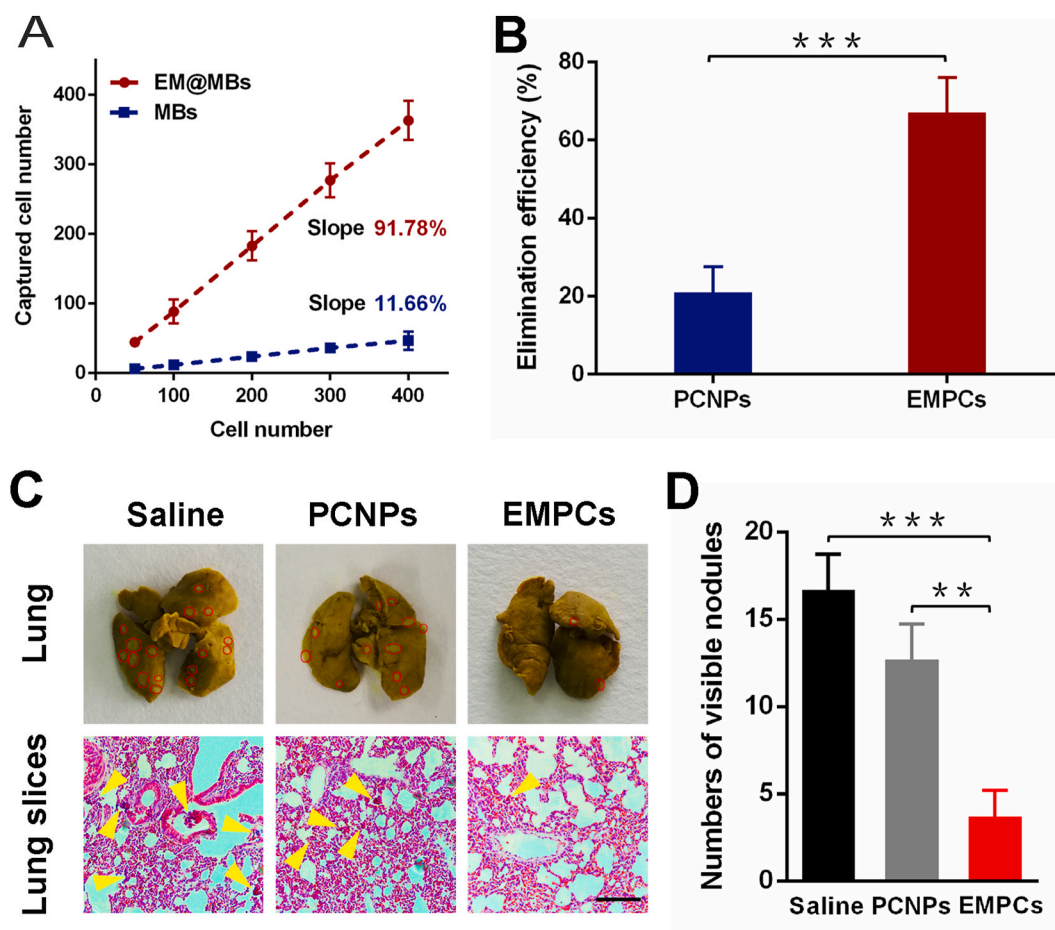 A
EM@MBs
MBs
Captured cell number
400
300
200
100
0
Slope 91.78%
Slope 11.66%
0 100 200 300 400
Cell number
B
***
Elimination efficiency (%)
80
60
40
20
0
PCNPs EMPCs
C
Saline PCNPs EMPCs
Lung
Lung slices
D
***
**
Numbers of visible nodules
20
15
10
5
0
Saline PCNPs EMPCs